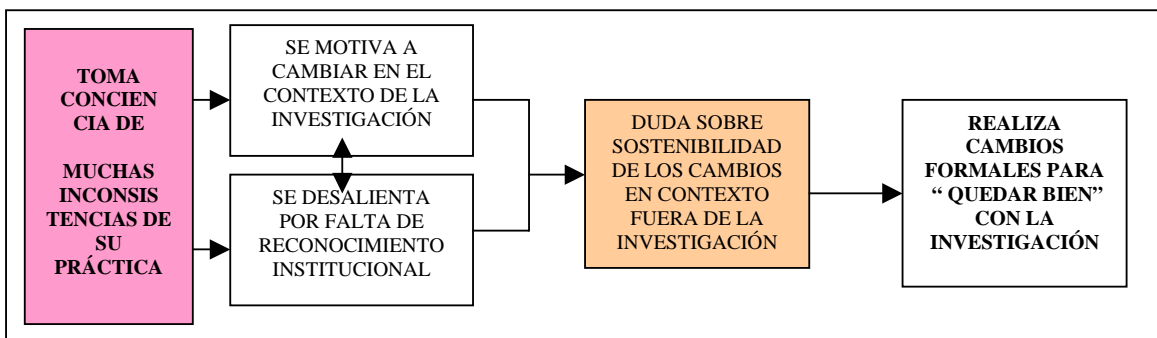 TOMA
CONCIEN
CIA DE
MUCHAS
INCONSIS
TENCIAS DE
SU
PRÁCTICA
SE MOTIVA A
CAMBIAR EN EL
CONTEXTO DE LA
INVESTIGACIÓN
SE DESALIENTA
POR FALTA DE
RECONOCIMIENTO
INSTITUCIONAL
DUDA SOBRE
SOSTENIBILIDAD
DE LOS CAMBIOS
EN CONTEXTO
FUERA DE LA
INVESTIGACIÓN
REALIZA
CAMBIOS
FORMALES PARA
“ QUEDAR BIEN”
CON LA
INVESTIGACIÓN